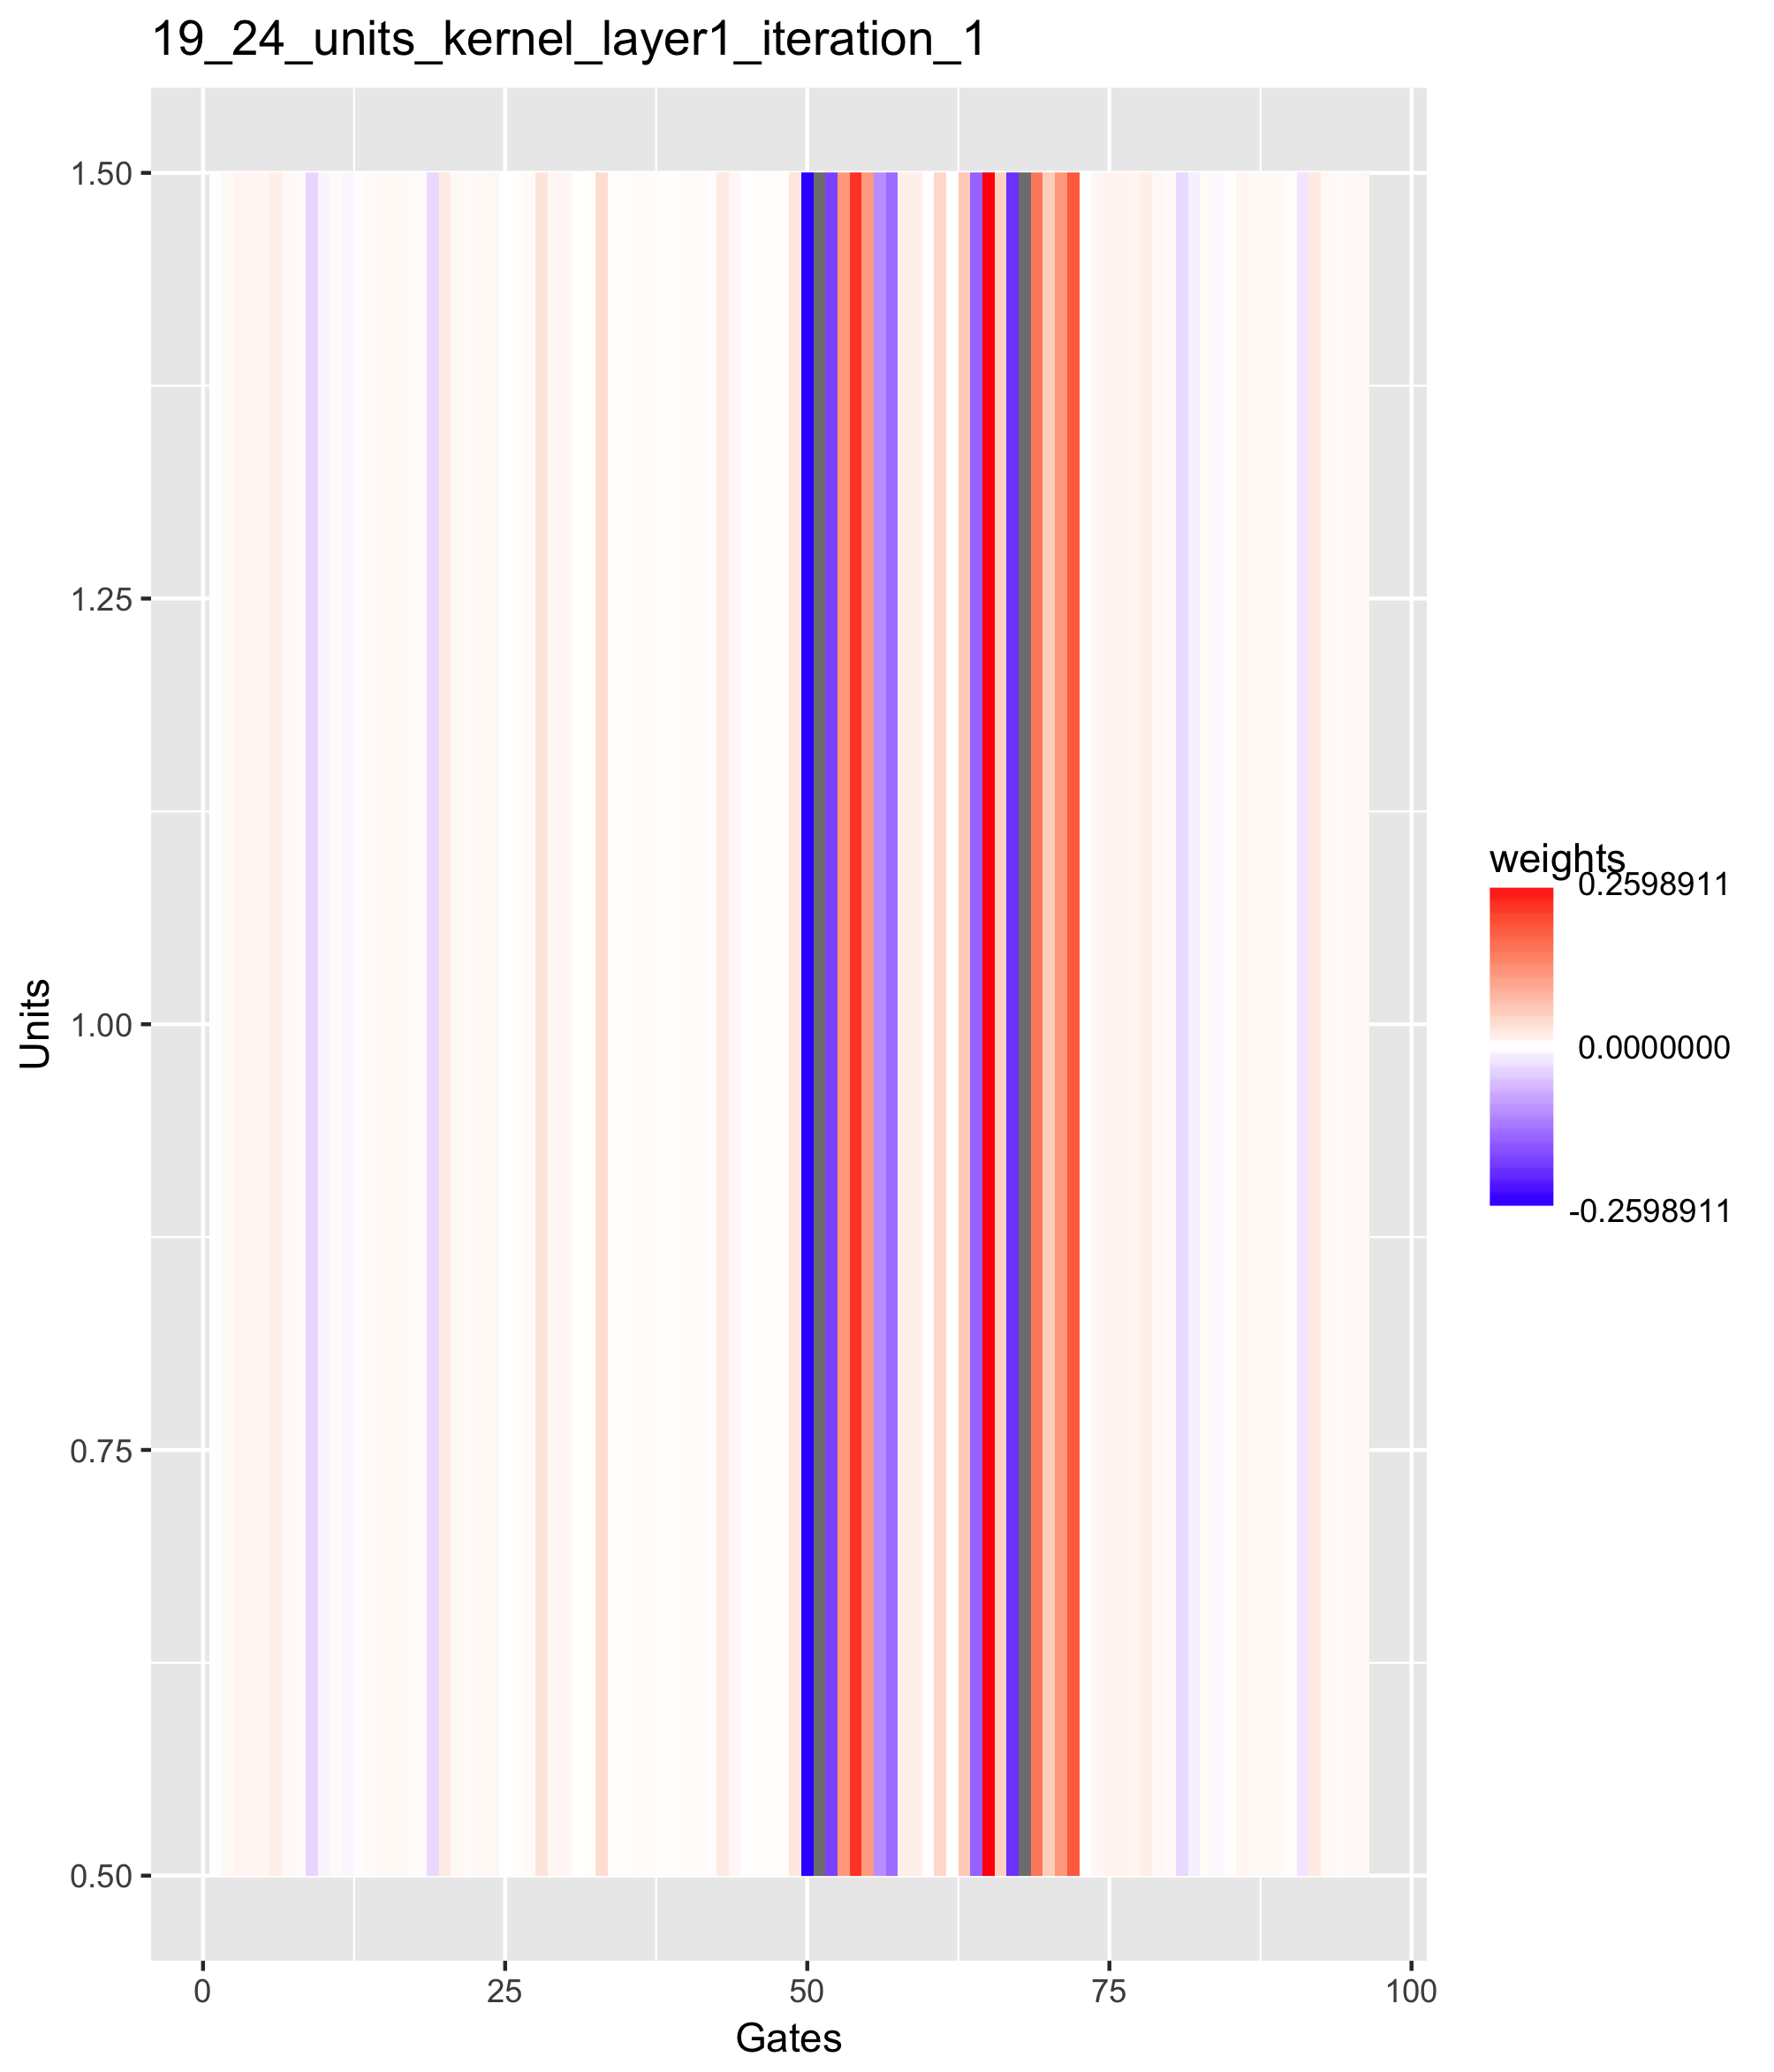 19_24_units_kernel_layer1_iteration_1
1.50
1.25
1.00
0.75
0.50
Units
0 25 50 75 100
Gates
weights
0.2598911
0.0000000
-0.2598911